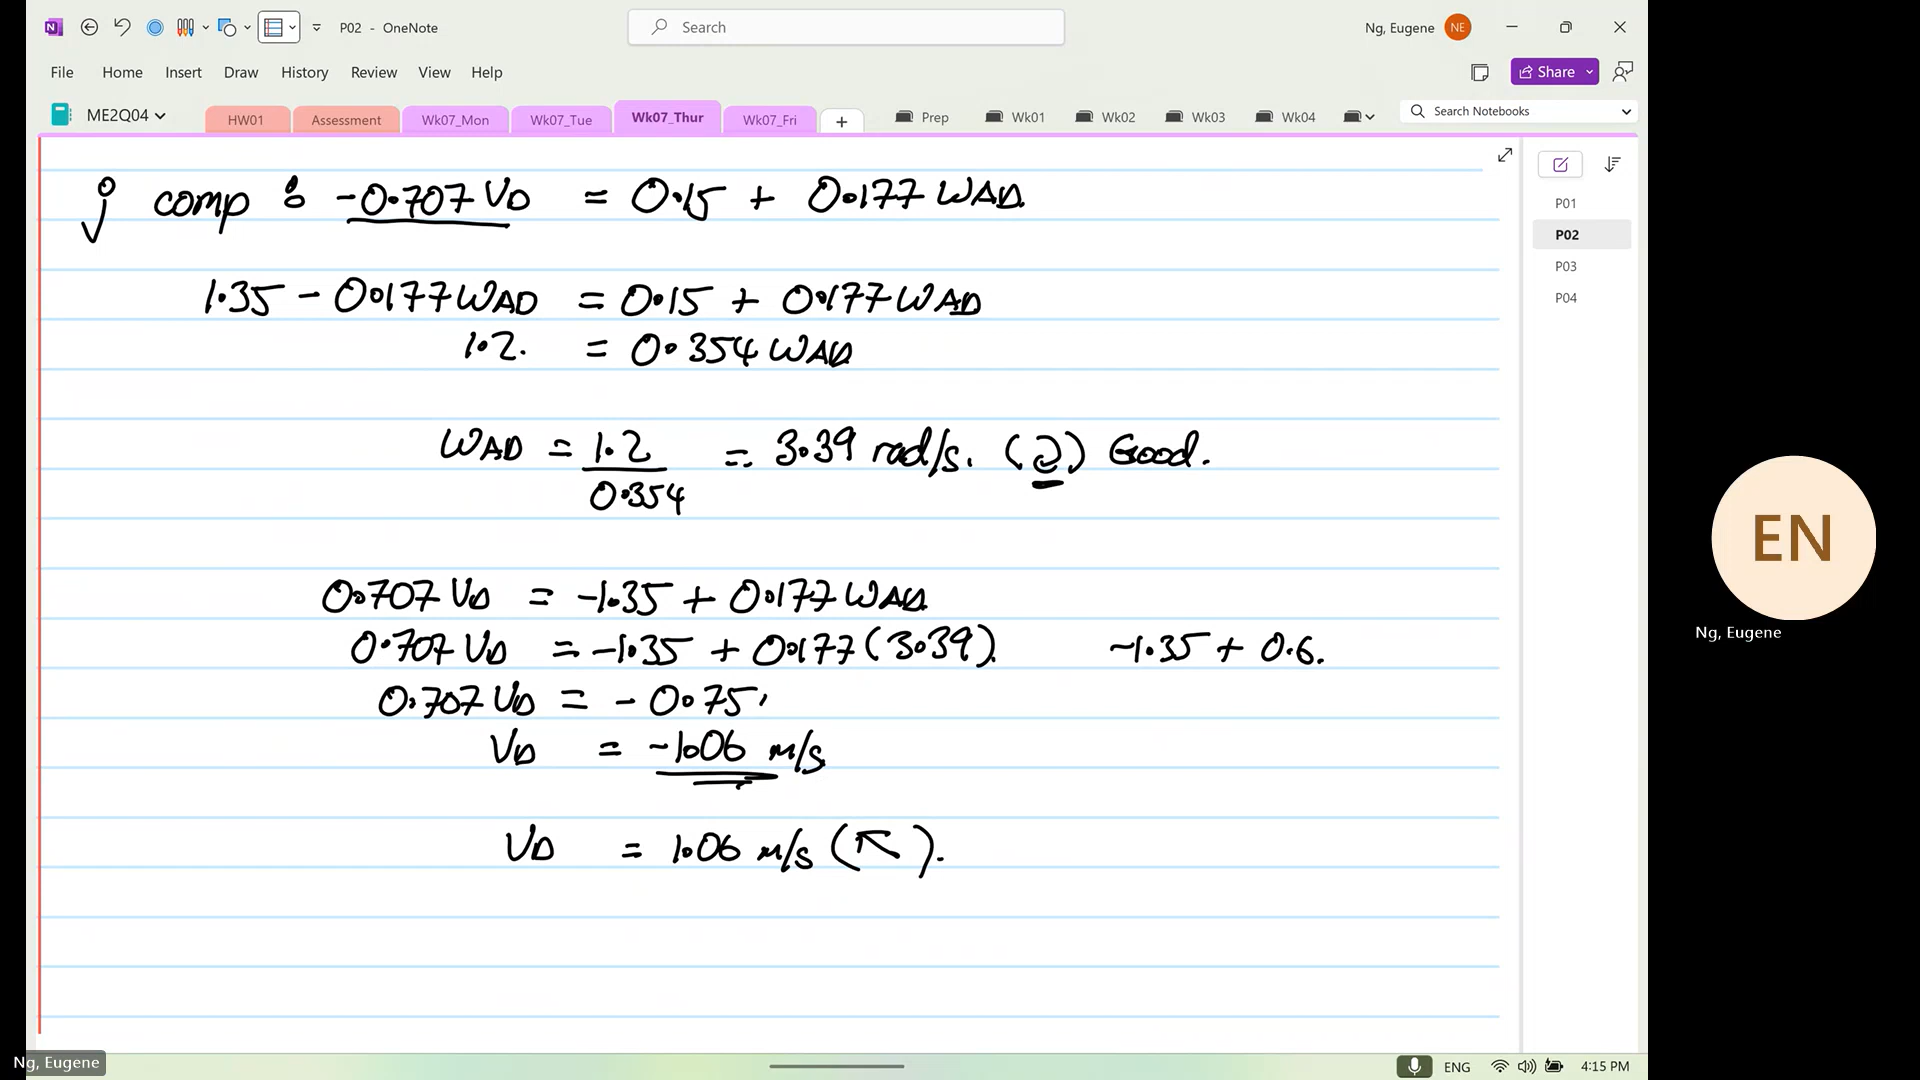 P02 - OneNote
Search
Ng, Eugene
NE
File Home Insert Draw History Review View Help
Share
ME2Q04
HW01 Assessment Wk07_Mon Wk07_Tue Wk07_Thur Wk07_Fri +
Prep Wk01 Wk02 Wk03 Wk04
Search Notebooks
P01
P02
P03
P04
j comp : -0.707 VD = 0.15 + 0.177 WAD
1.35 - 0.177 WAD = 0.15 + 0.177 WAD
1.2. = 0.354 WAD
WAD = 1.2 / 0.354 = 3.39 rad/s. (↺) Good.
0.707 VD = -1.35 + 0.177 WAD
0.707 VD = -1.35 + 0.177 (3.39). -1.35 + 0.6.
0.707 VD = -0.75
VD = -1.06 m/s
VD = 1.06 m/s (↖).
EN
Ng, Eugene
Ng, Eugene
ENG
4:15 PM